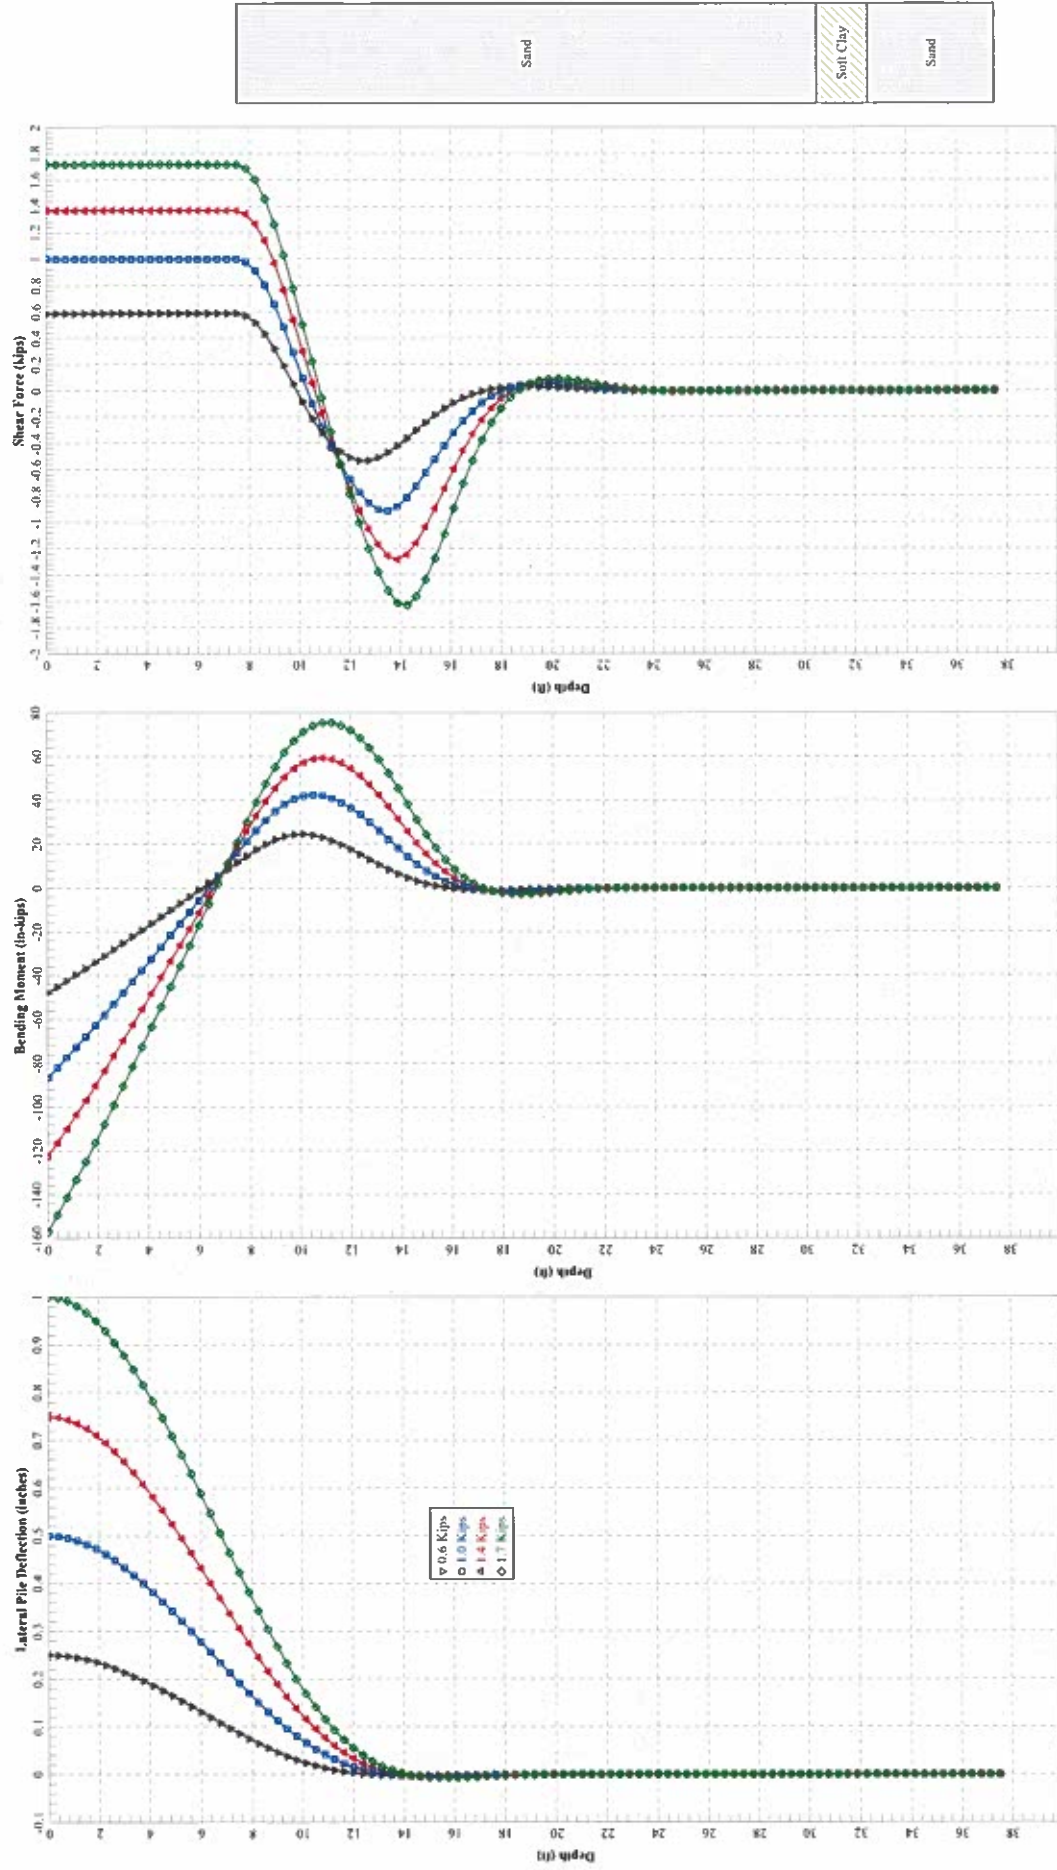 Sand
Soft Clay
Sand
Shear Force (kips)
-2 -1.8 -1.6 -1.4 -1.2 -1 -0.8 -0.6 -0.4 -0.2 0 0.2 0.4 0.6 0.8 1 1.2 1.4 1.6 1.8 2
0 2 4 6 8 10 12 14 16 18 20 22 24 26 28 30 32 34 36 38
Depth (ft)
Bending Moment (in-kips)
-160 -140 -120 -100 -80 -60 -40 -20 0 20 40 60 80
0 2 4 6 8 10 12 14 16 18 20 22 24 26 28 30 32 34 36 38
Depth (ft)
Lateral Pile Deflection (inches)
-0.1 0 0.1 0.2 0.3 0.4 0.5 0.6 0.7 0.8 0.9 1
0 2 4 6 8 10 12 14 16 18 20 22 24 26 28 30 32 34 36 38
Depth (ft)
0.6 Kips
1.0 Kips
1.4 Kips
1.7 Kips